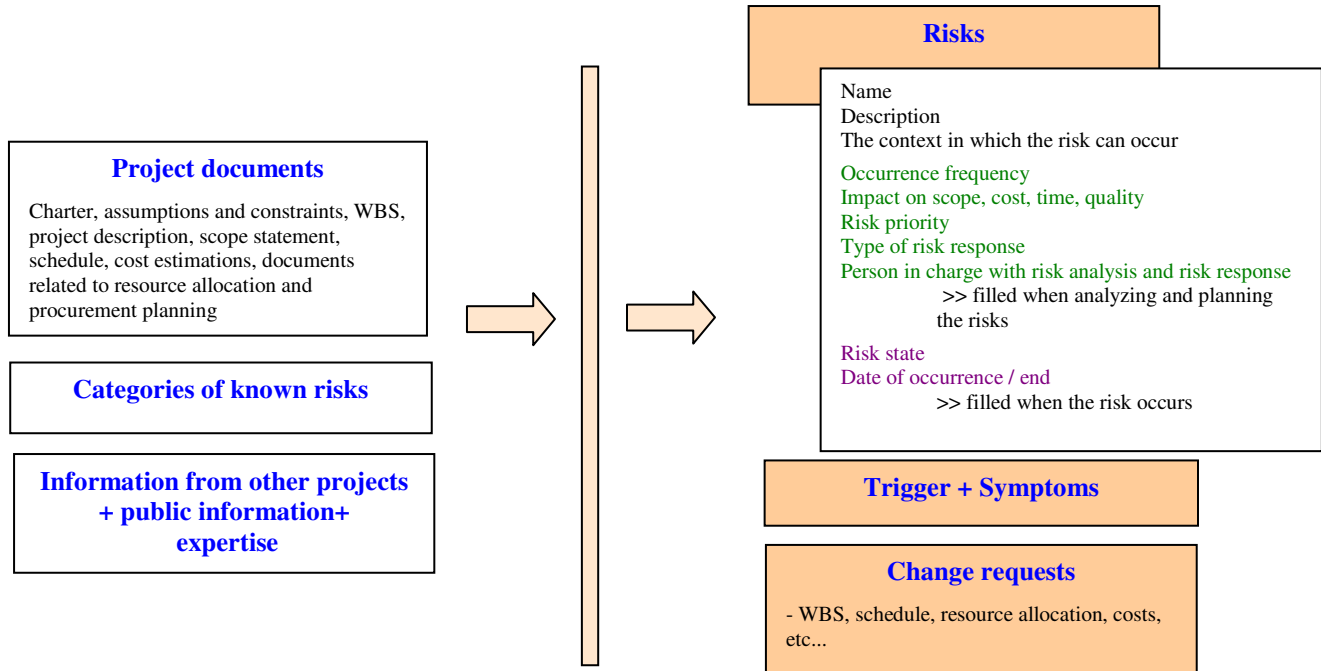 Project documents
Charter, assumptions and constraints, WBS,
project description, scope statement,
schedule, cost estimations, documents
related to resource allocation and
procurement planning
Categories of known risks
Information from other projects
+ public information+
expertise
Risks
Name
Description
The context in which the risk can occur
Occurrence frequency
Impact on scope, cost, time, quality
Risk priority
Type of risk response
Person in charge with risk analysis and risk response
>> filled when analyzing and planning
the risks
Risk state
Date of occurrence / end
>> filled when the risk occurs
Trigger + Symptoms
Change requests
- WBS, schedule, resource allocation, costs,
etc...